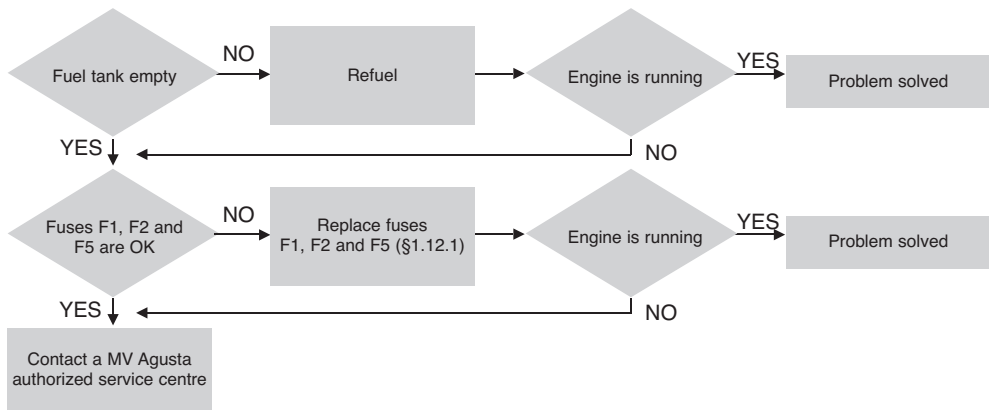 Fuel tank empty
NO
Refuel
Engine is running
YES
Problem solved
YES
NO
Fuses F1, F2 and
F5 are OK
NO
Replace fuses
F1, F2 and F5 (§1.12.1)
Engine is running
YES
Problem solved
YES
NO
Contact a MV Agusta
authorized service centre